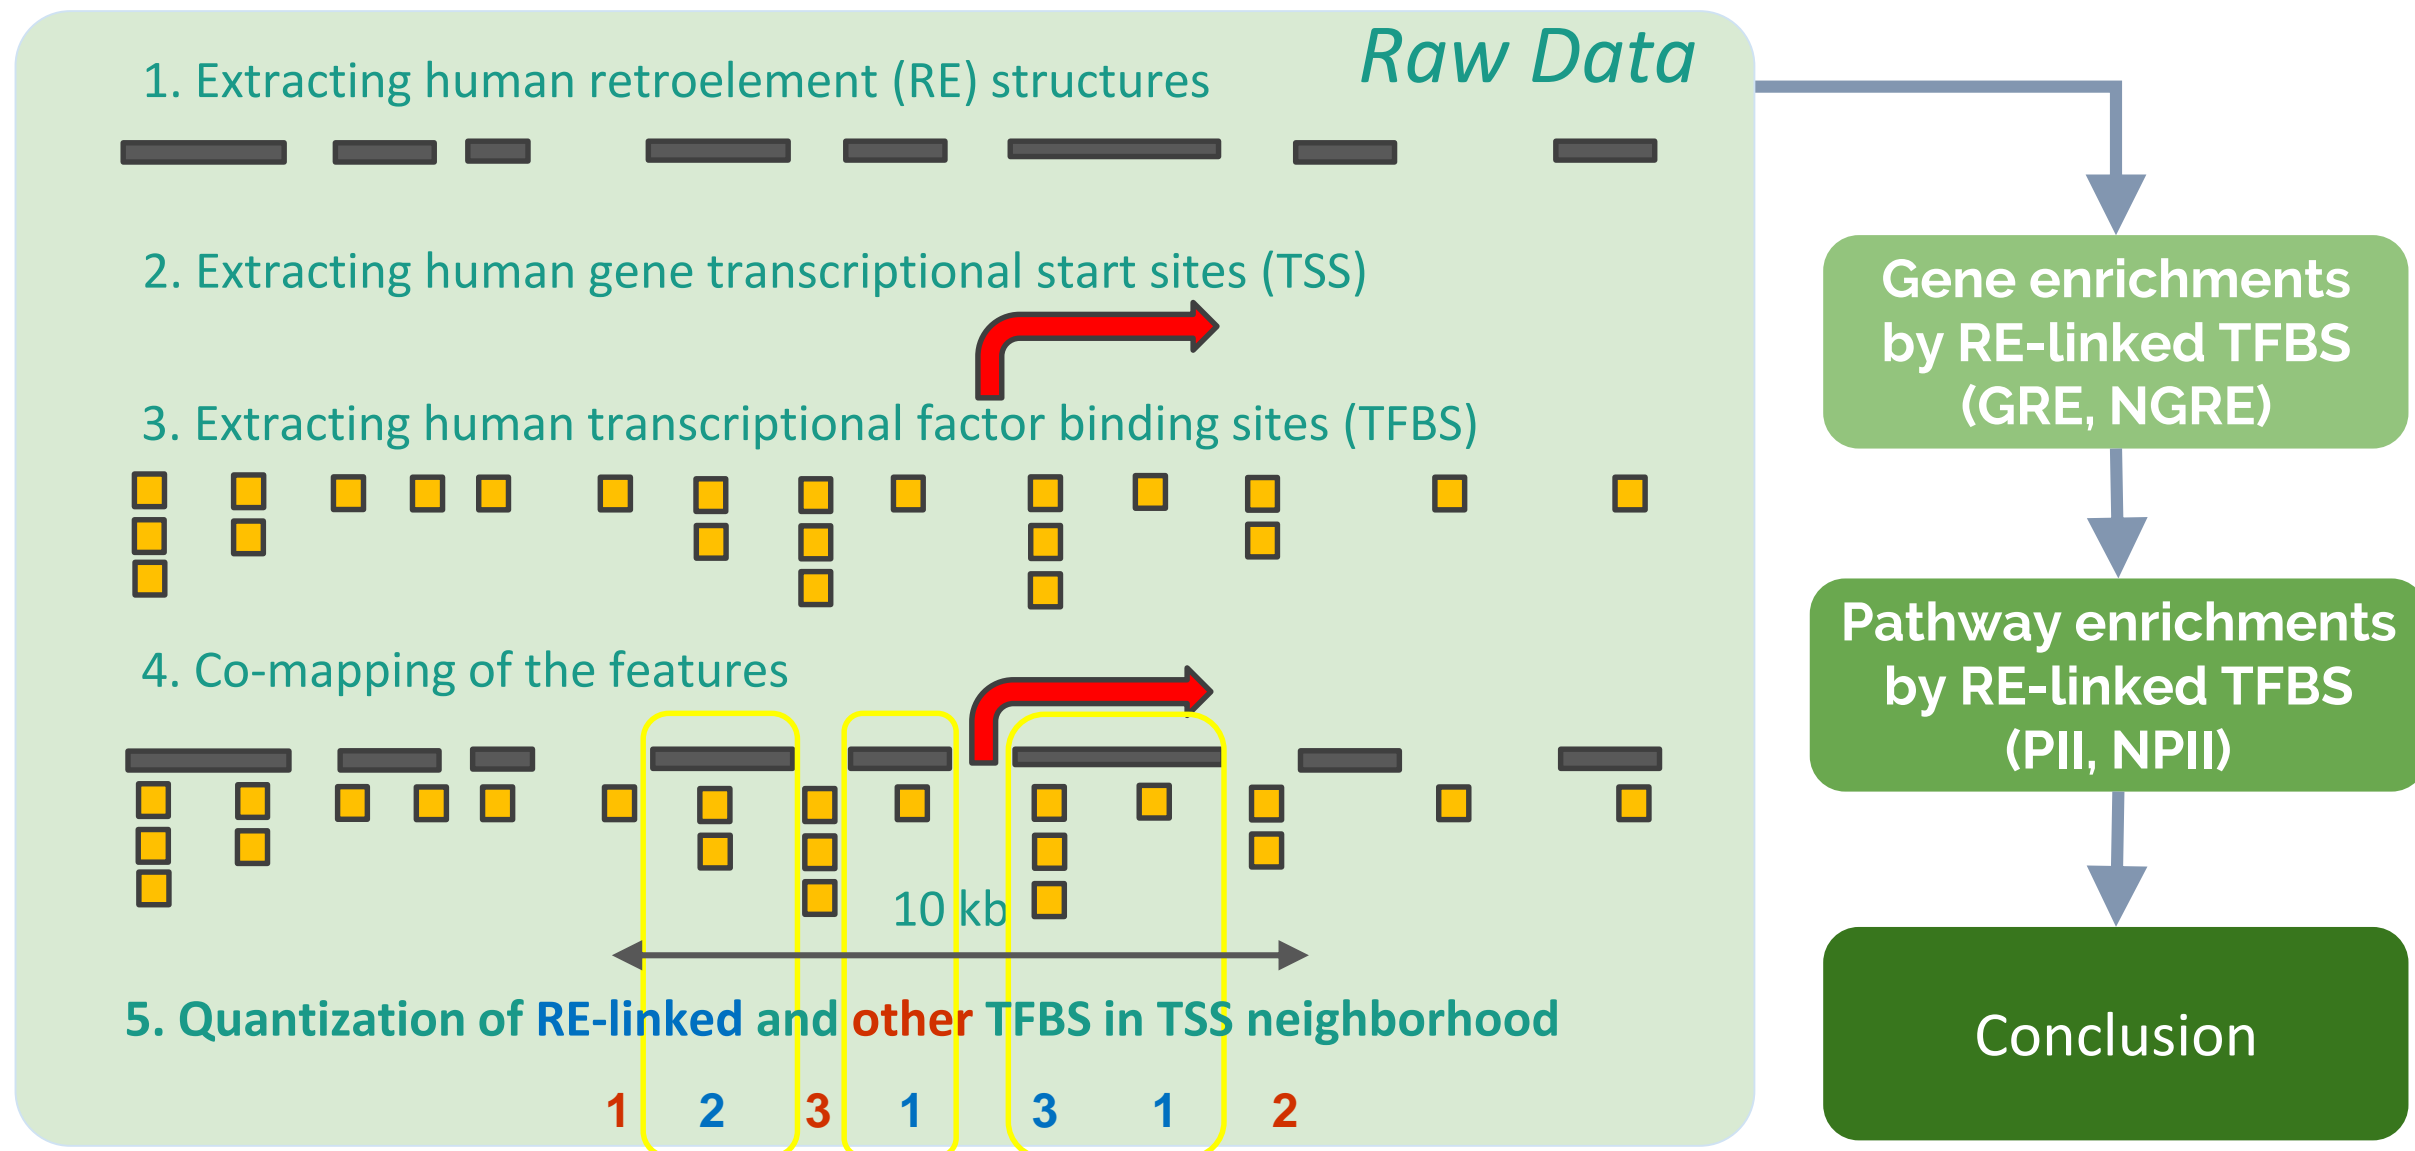 Raw Data
1. Extracting human retroelement (RE) structures
2. Extracting human gene transcriptional start sites (TSS)
3. Extracting human transcriptional factor binding sites (TFBS)
4. Co-mapping of the features
10 kb
5. Quantization of RE-linked and other TFBS in TSS neighborhood
1 2 3 1 3 1 2
Gene enrichments
by RE-linked TFBS
(GRE, NGRE)
Pathway enrichments
by RE-linked TFBS
(PII, NPII)
Conclusion